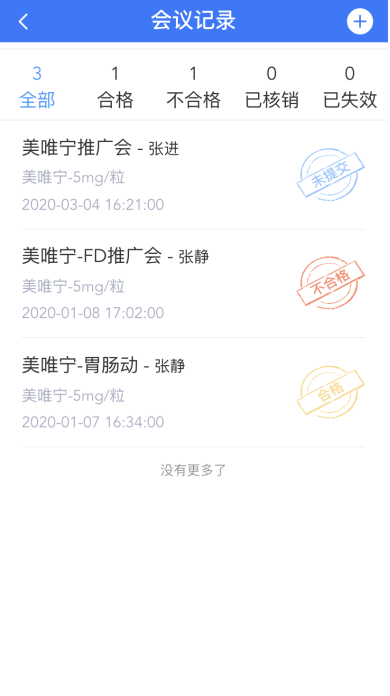 会议记录
3 1 1 0 0
全部 合格 不合格 已核销 已失效
美唯宁推广会 - 张进
美唯宁-5mg/粒
2020-03-04 16:21:00
未提交
美唯宁-FD推广会 - 张静
美唯宁-5mg/粒
2020-01-08 17:02:00
不合格
美唯宁-胃肠动 - 张静
美唯宁-5mg/粒
2020-01-07 16:34:00
合格
没有更多了